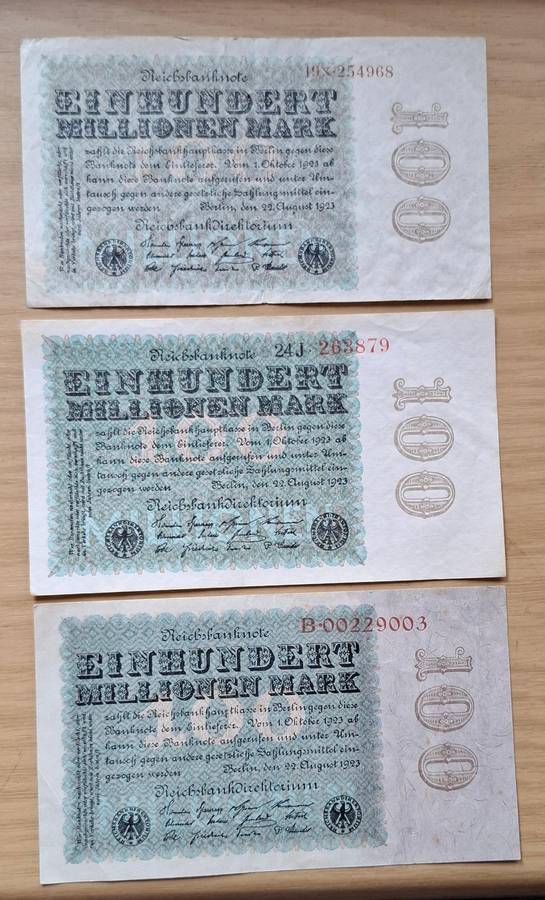 Reichsbanknote
19X·254968
EINHUNDERT
MILLIONEN MARK
zahlt die Reichsbankhauptkasse in Berlin gegen diese
Banknote dem Einlieferer. Vom 1. Oktober 1923 ab
kann diese Banknote aufgerufen und unter Um-
tausch gegen andere gesetzliche Zahlungsmittel ein-
gezogen werden
Berlin, den 22. August 1923
Reichsbankdirektorium
100
Reichsbanknote
24J·263879
EINHUNDERT
MILLIONEN MARK
zahlt die Reichsbankhauptkasse in Berlin gegen diese
Banknote dem Einlieferer. Vom 1. Oktober 1923 ab
kann diese Banknote aufgerufen und unter Um-
tausch gegen andere gesetzliche Zahlungsmittel ein-
gezogen werden
Berlin, den 22. August 1923
Reichsbankdirektorium
100
Reichsbanknote
B·00229003
EINHUNDERT
MILLIONEN MARK
zahlt die Reichsbankhauptkasse in Berlin gegen diese
Banknote dem Einlieferer. Vom 1. Oktober 1923 ab
kann diese Banknote aufgerufen und unter Um-
tausch gegen andere gesetzliche Zahlungsmittel ein-
gezogen werden
Berlin, den 22. August 1923
Reichsbankdirektorium
100